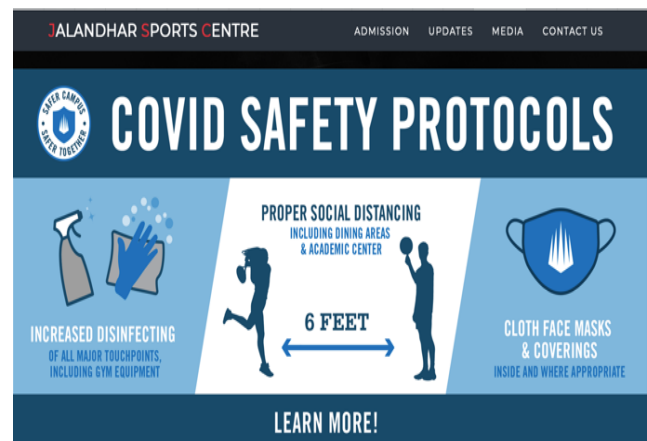 JALANDHAR SPORTS CENTRE
ADMISSION UPDATES MEDIA CONTACT US
SAFER CAMPUS
SAFER TOGETHER
COVID SAFETY PROTOCOLS
INCREASED DISINFECTING
OF ALL MAJOR TOUCHPOINTS,
INCLUDING GYM EQUIPMENT
PROPER SOCIAL DISTANCING
INCLUDING DINING AREAS
& ACADEMIC CENTER
6 FEET
CLOTH FACE MASKS
& COVERINGS
INSIDE AND WHERE APPROPRIATE
LEARN MORE!